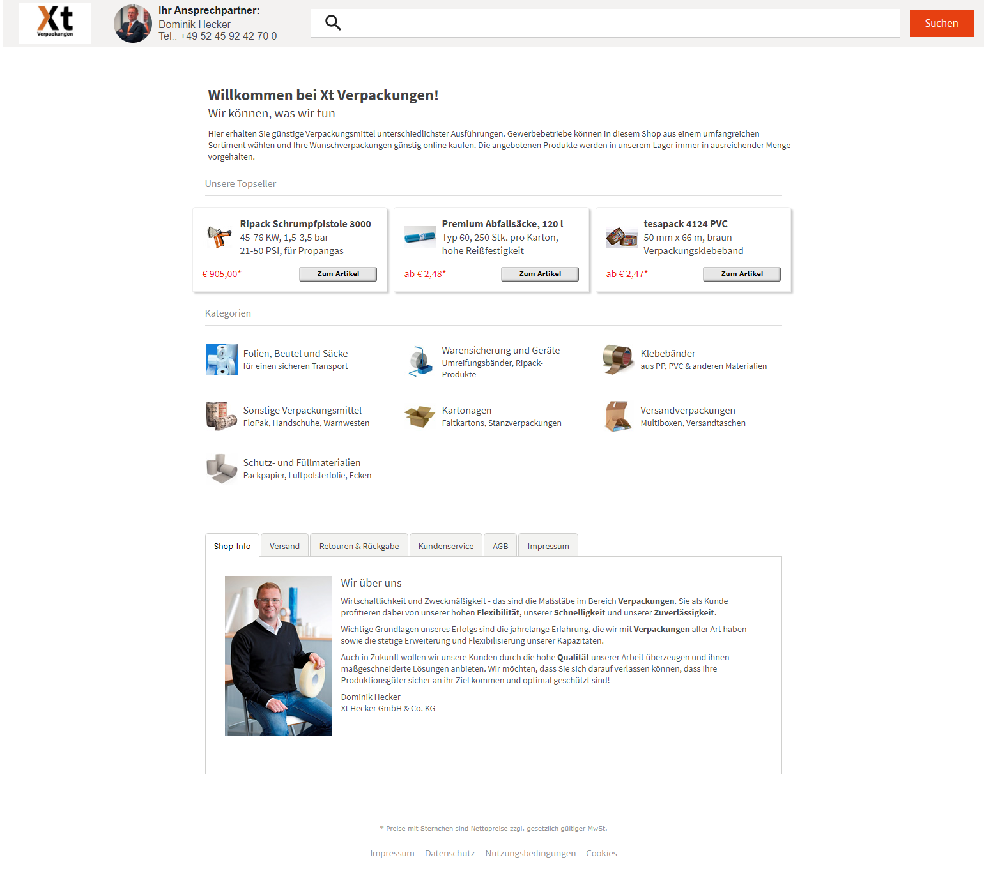 Xt
Verpackungen
Ihr Ansprechpartner:
Dominik Hecker
Tel.: +49 52 45 92 42 70 0
Suchen
Willkommen bei Xt Verpackungen!
Wir können, was wir tun
Hier erhalten Sie günstige Verpackungsmittel unterschiedlichster Ausführungen. Gewerbebetriebe können in diesem Shop aus einem umfangreichen
Sortiment wählen und Ihre Wunschverpackungen günstig online kaufen. Die angebotenen Produkte werden in unserem Lager immer in ausreichender Menge
vorgehalten.
Unsere Topseller
Ripack Schrumpfpistole 3000
45-76 KW, 1,5-3,5 bar
21-50 PSI, für Propangas
€ 905,00*
Zum Artikel
Premium Abfallsäcke, 120 l
Typ 60, 250 Stk. pro Karton,
hohe Reißfestigkeit
ab € 2,48*
Zum Artikel
tesapack 4124 PVC
50 mm x 66 m, braun
Verpackungsklebeband
ab € 2,47*
Zum Artikel
Kategorien
Folien, Beutel und Säcke
für einen sicheren Transport
Warensicherung und Geräte
Umreifungsbänder, Ripack-
Produkte
Klebebänder
aus PP, PVC & anderen Materialien
Sonstige Verpackungsmittel
FloPak, Handschuhe, Warnwesten
Kartonagen
Faltkartons, Stanzverpackungen
Versandverpackungen
Multiboxen, Versandtaschen
Schutz- und Füllmaterialien
Packpapier, Luftpolsterfolie, Ecken
Shop-Info
Versand
Retouren & Rückgabe
Kundenservice
AGB
Impressum
Wir über uns
Wirtschaftlichkeit und Zweckmäßigkeit - das sind die Maßstäbe im Bereich Verpackungen. Sie als Kunde
profitieren dabei von unserer hohen Flexibilität, unserer Schnelligkeit und unserer Zuverlässigkeit.
Wichtige Grundlagen unseres Erfolgs sind die jahrelange Erfahrung, die wir mit Verpackungen aller Art haben
sowie die stetige Erweiterung und Flexibilisierung unserer Kapazitäten.
Auch in Zukunft wollen wir unsere Kunden durch die hohe Qualität unserer Arbeit überzeugen und ihnen
maßgeschneiderte Lösungen anbieten. Wir möchten, dass Sie sich darauf verlassen können, dass Ihre
Produktionsgüter sicher an ihr Ziel kommen und optimal geschützt sind!
Dominik Hecker
Xt Hecker GmbH & Co. KG
* Preise mit Sternchen sind Nettopreise zzgl. gesetzlich gültiger MwSt.
Impressum
Datenschutz
Nutzungsbedingungen
Cookies